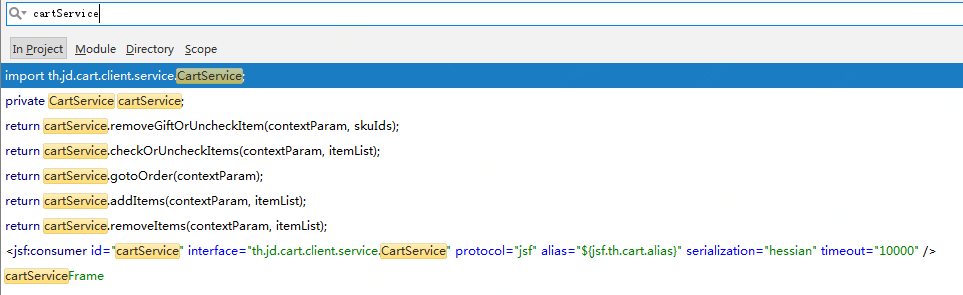 cartService
In Project Module Directory Scope
import th.jd.cart.client.service.CartService;
private CartService cartService;
return cartService.removeGiftOrUncheckItem(contextParam, skuIds);
return cartService.checkOrUncheckItems(contextParam, itemList);
return cartService.gotoOrder(contextParam);
return cartService.addItems(contextParam, itemList);
return cartService.removeItems(contextParam, itemList);
<jsf:consumer id="cartService" interface="th.jd.cart.client.service.CartService" protocol="jsf" alias="${jsf.th.cart.alias}" serialization="hessian" timeout="10000" />
cartServiceFrame